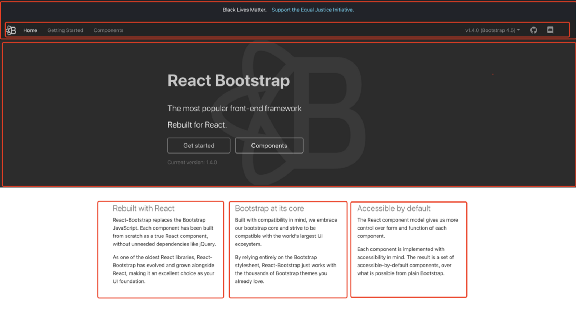 Black Lives Matter. Support the Equal Justice Initiative.
Home Getting Started Components v1.4.0 (Bootstrap 4.5)
React Bootstrap
The most popular front-end framework
Rebuilt for React.
Get started Components
Current version: 1.4.0
Rebuilt with React
React-Bootstrap replaces the Bootstrap
JavaScript. Each component has been built
from scratch as a true React component,
without unneeded dependencies like jQuery.
As one of the oldest React libraries, React-
Bootstrap has evolved and grown alongside
React, making it an excellent choice as your
UI foundation.
Bootstrap at its core
Built with compatibility in mind, we embrace
our bootstrap core and strive to be
compatible with the world's largest UI
ecosystem.
By relying entirely on the Bootstrap
stylesheet, React-Bootstrap just works with
the thousands of Bootstrap themes you
already love.
Accessible by default
The React component model gives us more
control over form and function of each
component.
Each component is implemented with
accessibility in mind. The result is a set of
accessible-by-default components, over
what is possible from plain Bootstrap.